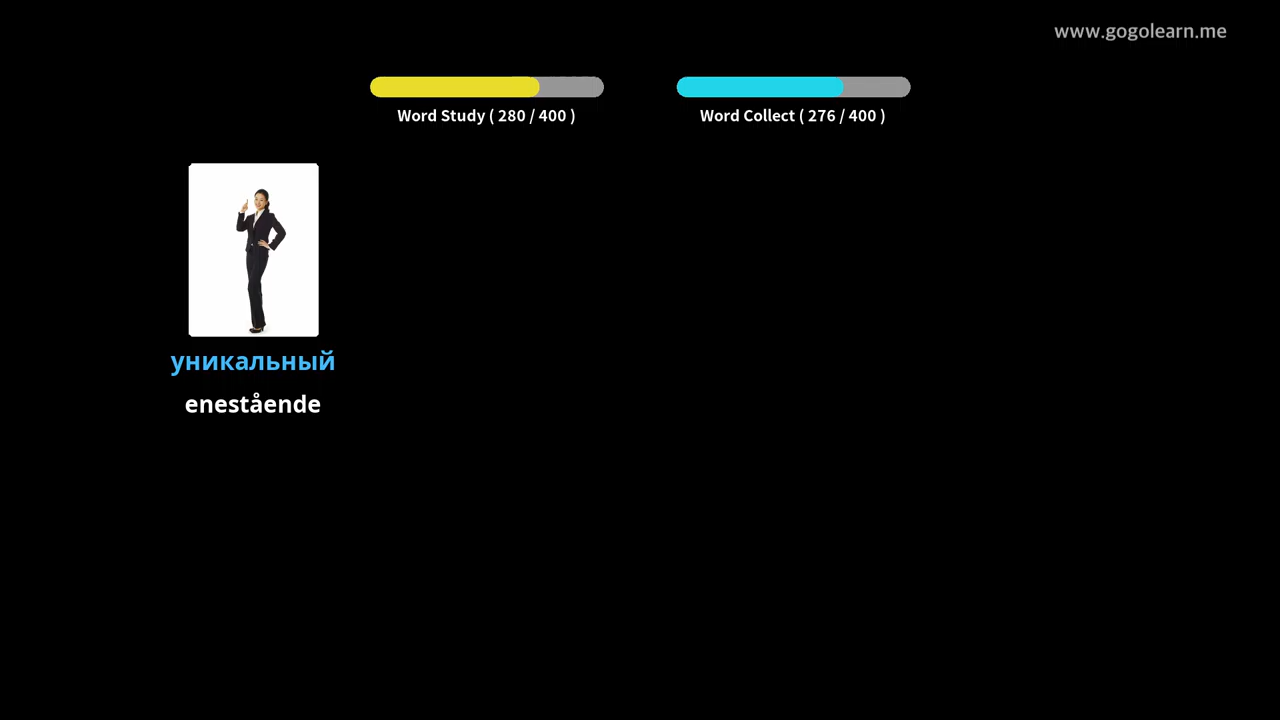 www.gogolearn.me
Word Study ( 280 / 400 )
Word Collect ( 276 / 400 )
уникальный
enestående